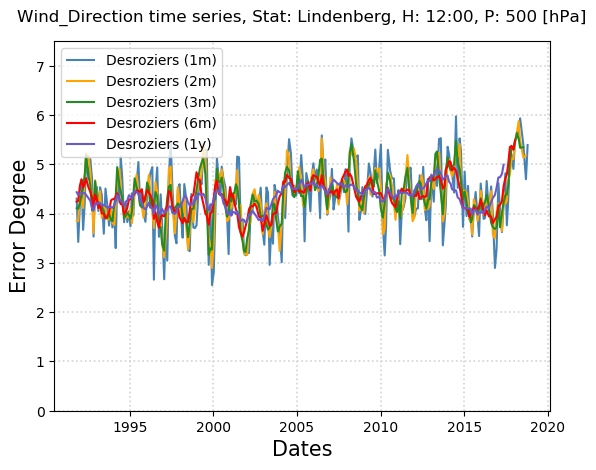 Wind_Direction time series, Stat: Lindenberg, H: 12:00, P: 500 [hPa]
Desroziers (1m)
Desroziers (2m)
Desroziers (3m)
Desroziers (6m)
Desroziers (1y)
Error Degree
7
6
5
4
3
2
1
0
1995 2000 2005 2010 2015 2020
Dates